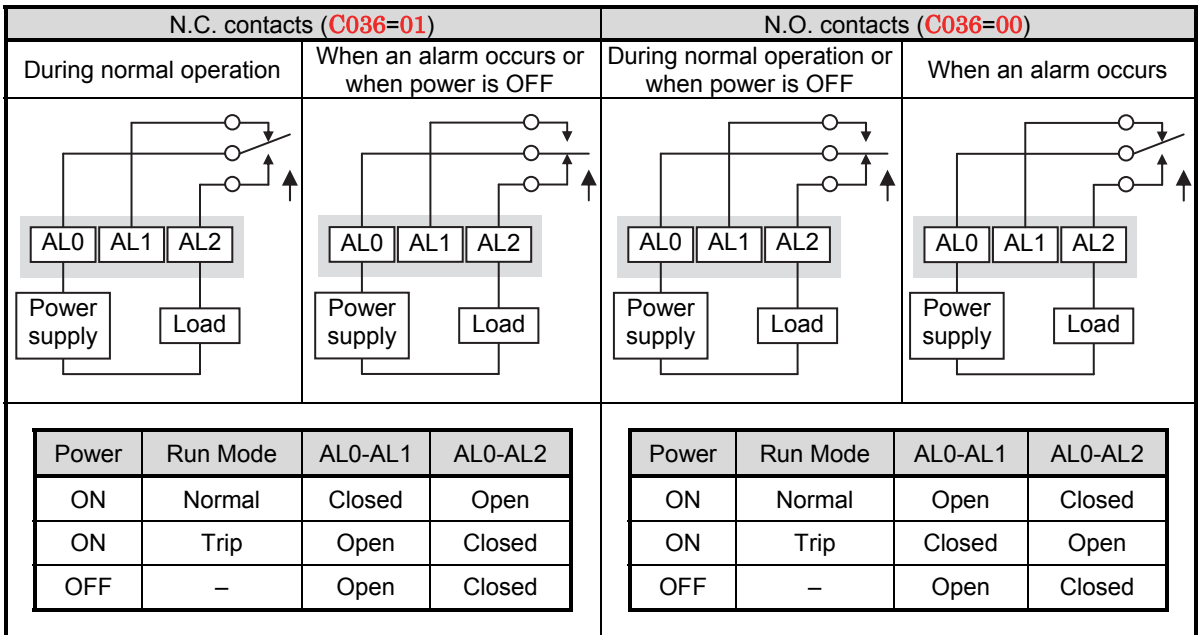 N.C. contacts (C036=01)
N.O. contacts (C036=00)
During normal operation
When an alarm occurs or
when power is OFF
During normal operation or
when power is OFF
When an alarm occurs
AL0 AL1 AL2
Power
supply
Load
AL0 AL1 AL2
Power
supply
Load
AL0 AL1 AL2
Power
supply
Load
AL0 AL1 AL2
Power
supply
Load
Power Run Mode AL0-AL1 AL0-AL2
ON Normal Closed Open
ON Trip Open Closed
OFF – Open Closed
Power Run Mode AL0-AL1 AL0-AL2
ON Normal Open Closed
ON Trip Closed Open
OFF – Open Closed